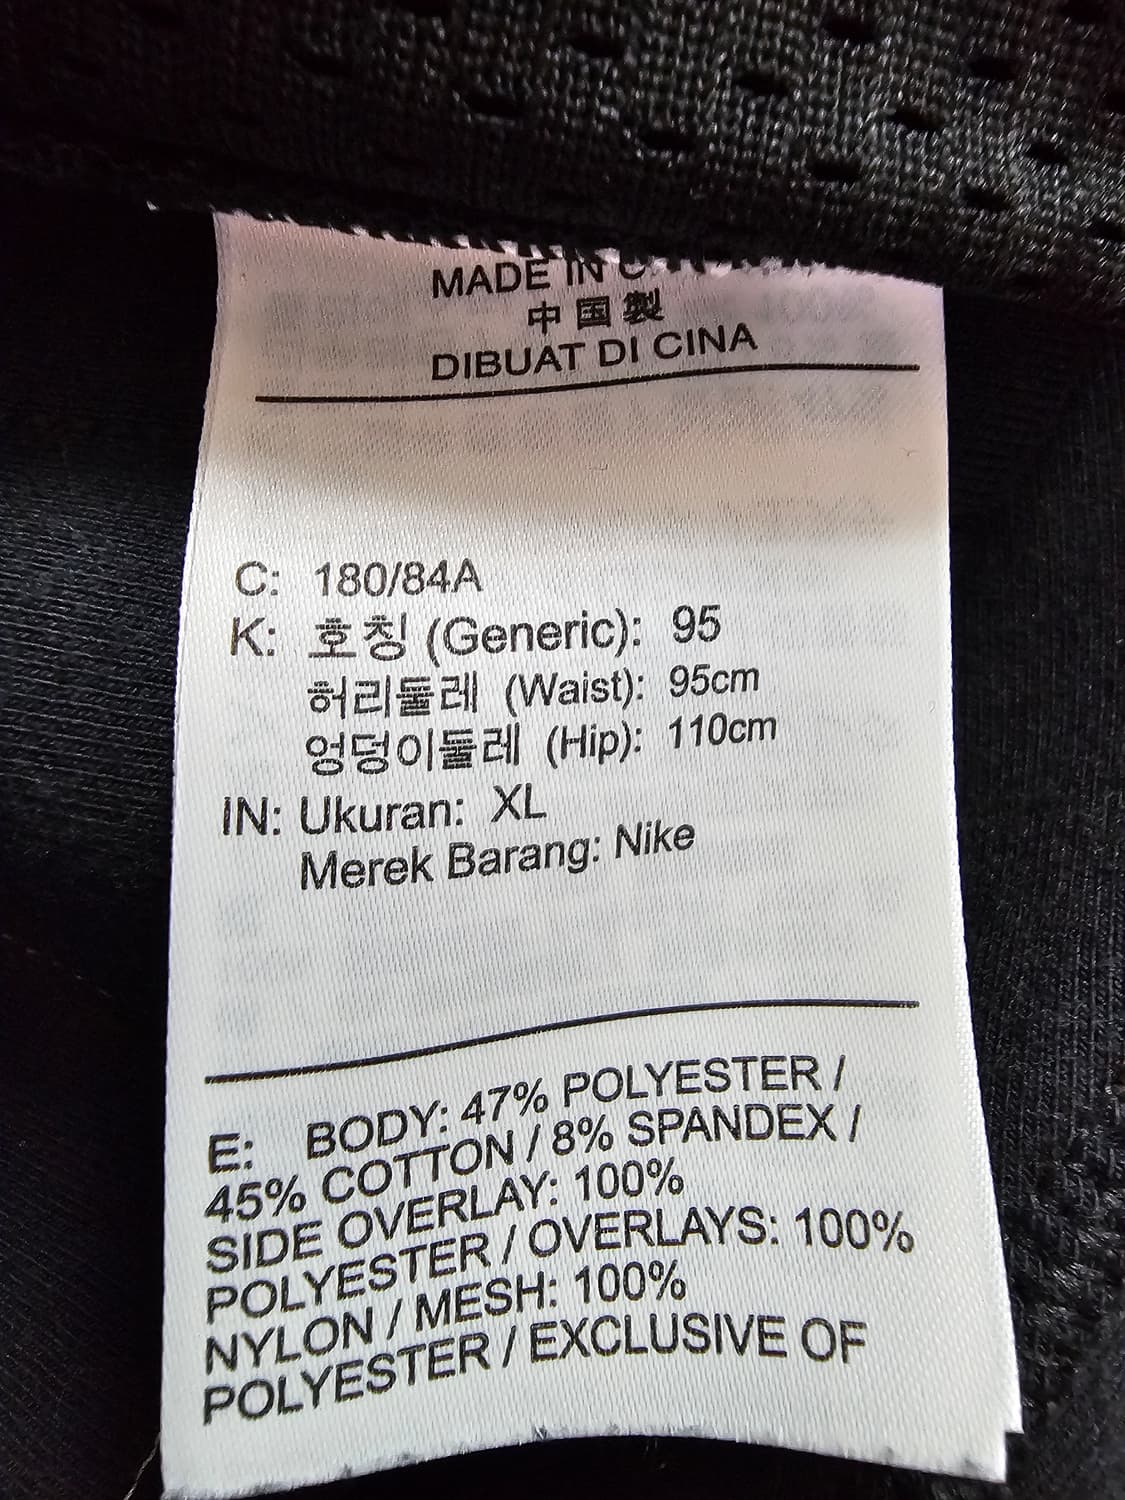 MADE IN
中国製
DIBUAT DI CINA
C: 180/84A
K: 호칭 (Generic): 95
허리둘레 (Waist): 95cm
엉덩이둘레 (Hip): 110cm
IN: Ukuran: XL
Merek Barang: Nike
E: BODY: 47% POLYESTER /
45% COTTON / 8% SPANDEX /
SIDE OVERLAY: 100%
POLYESTER / OVERLAYS: 100%
NYLON / MESH: 100%
POLYESTER / EXCLUSIVE OF